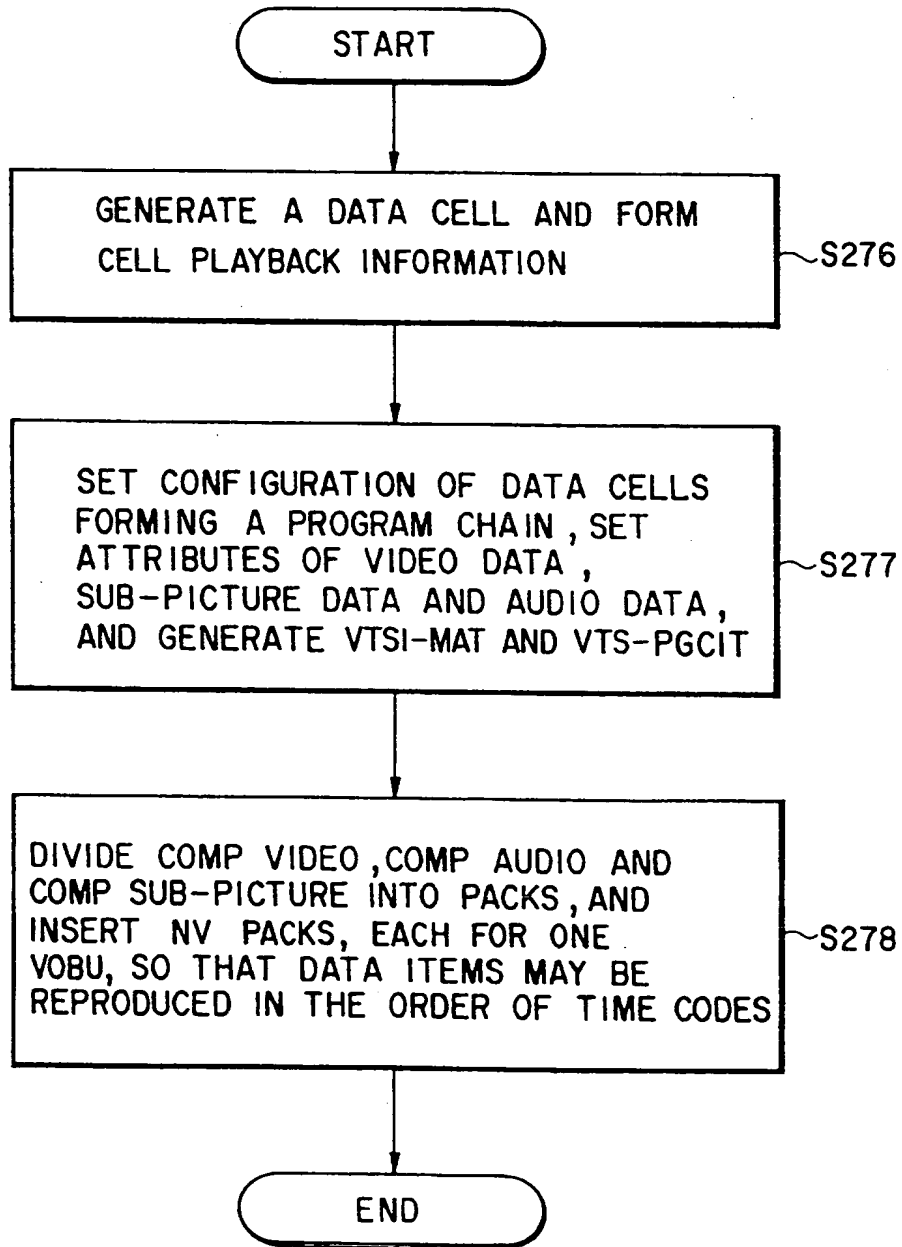 START
GENERATE A DATA CELL AND FORM
CELL PLAYBACK INFORMATION
S276
SET CONFIGURATION OF DATA CELLS
FORMING A PROGRAM CHAIN, SET
ATTRIBUTES OF VIDEO DATA,
SUB-PICTURE DATA AND AUDIO DATA,
AND GENERATE VTSI-MAT AND VTS-PGCIT
S277
DIVIDE COMP VIDEO, COMP AUDIO AND
COMP SUB-PICTURE INTO PACKS, AND
INSERT NV PACKS, EACH FOR ONE
VOBU, SO THAT DATA ITEMS MAY BE
REPRODUCED IN THE ORDER OF TIME CODES
S278
END